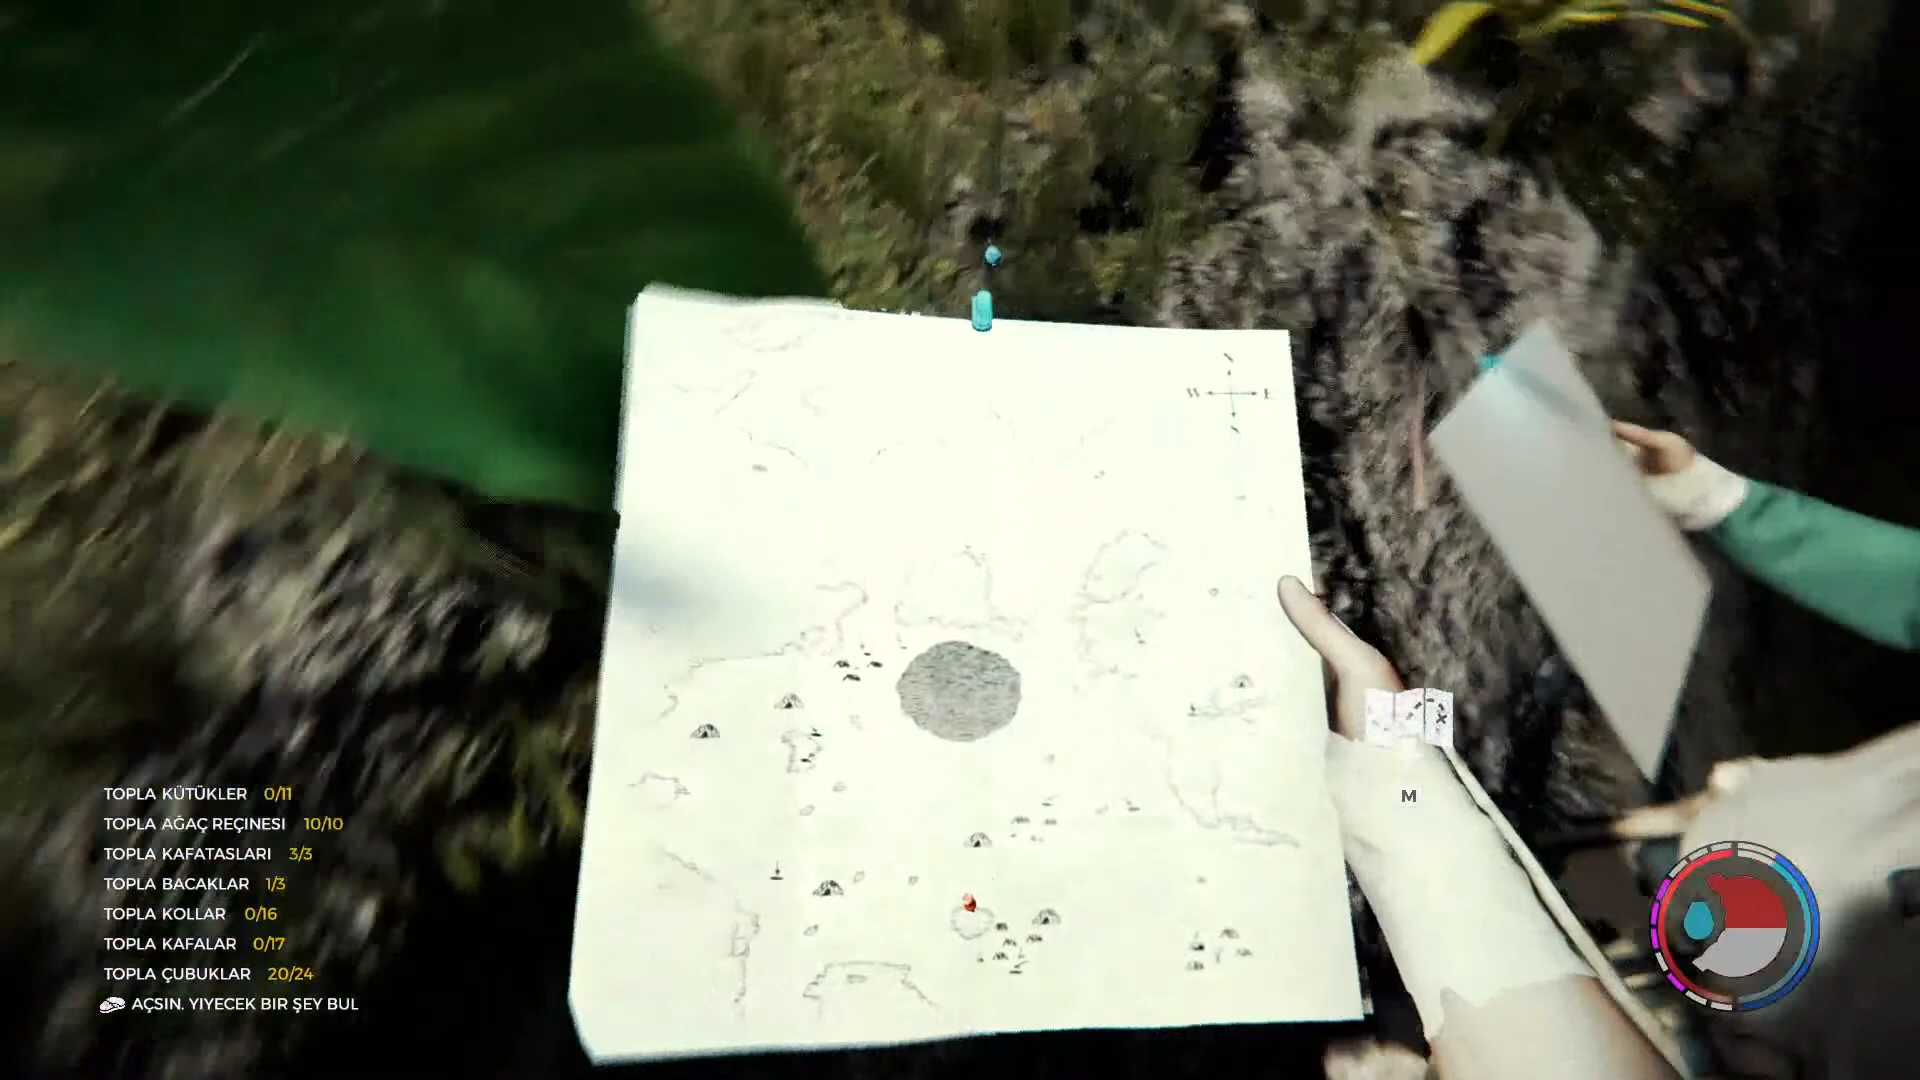 W E
M
TOPLA KÜTÜKLER 0/11
TOPLA AĞAÇ REÇINESI 10/10
TOPLA KAFATASLARI 3/3
TOPLA BACAKLAR 1/3
TOPLA KOLLAR 0/16
TOPLA KAFALAR 0/17
TOPLA ÇUBUKLAR 20/24
AÇSIN. YIYECEK BIR ŞEY BUL